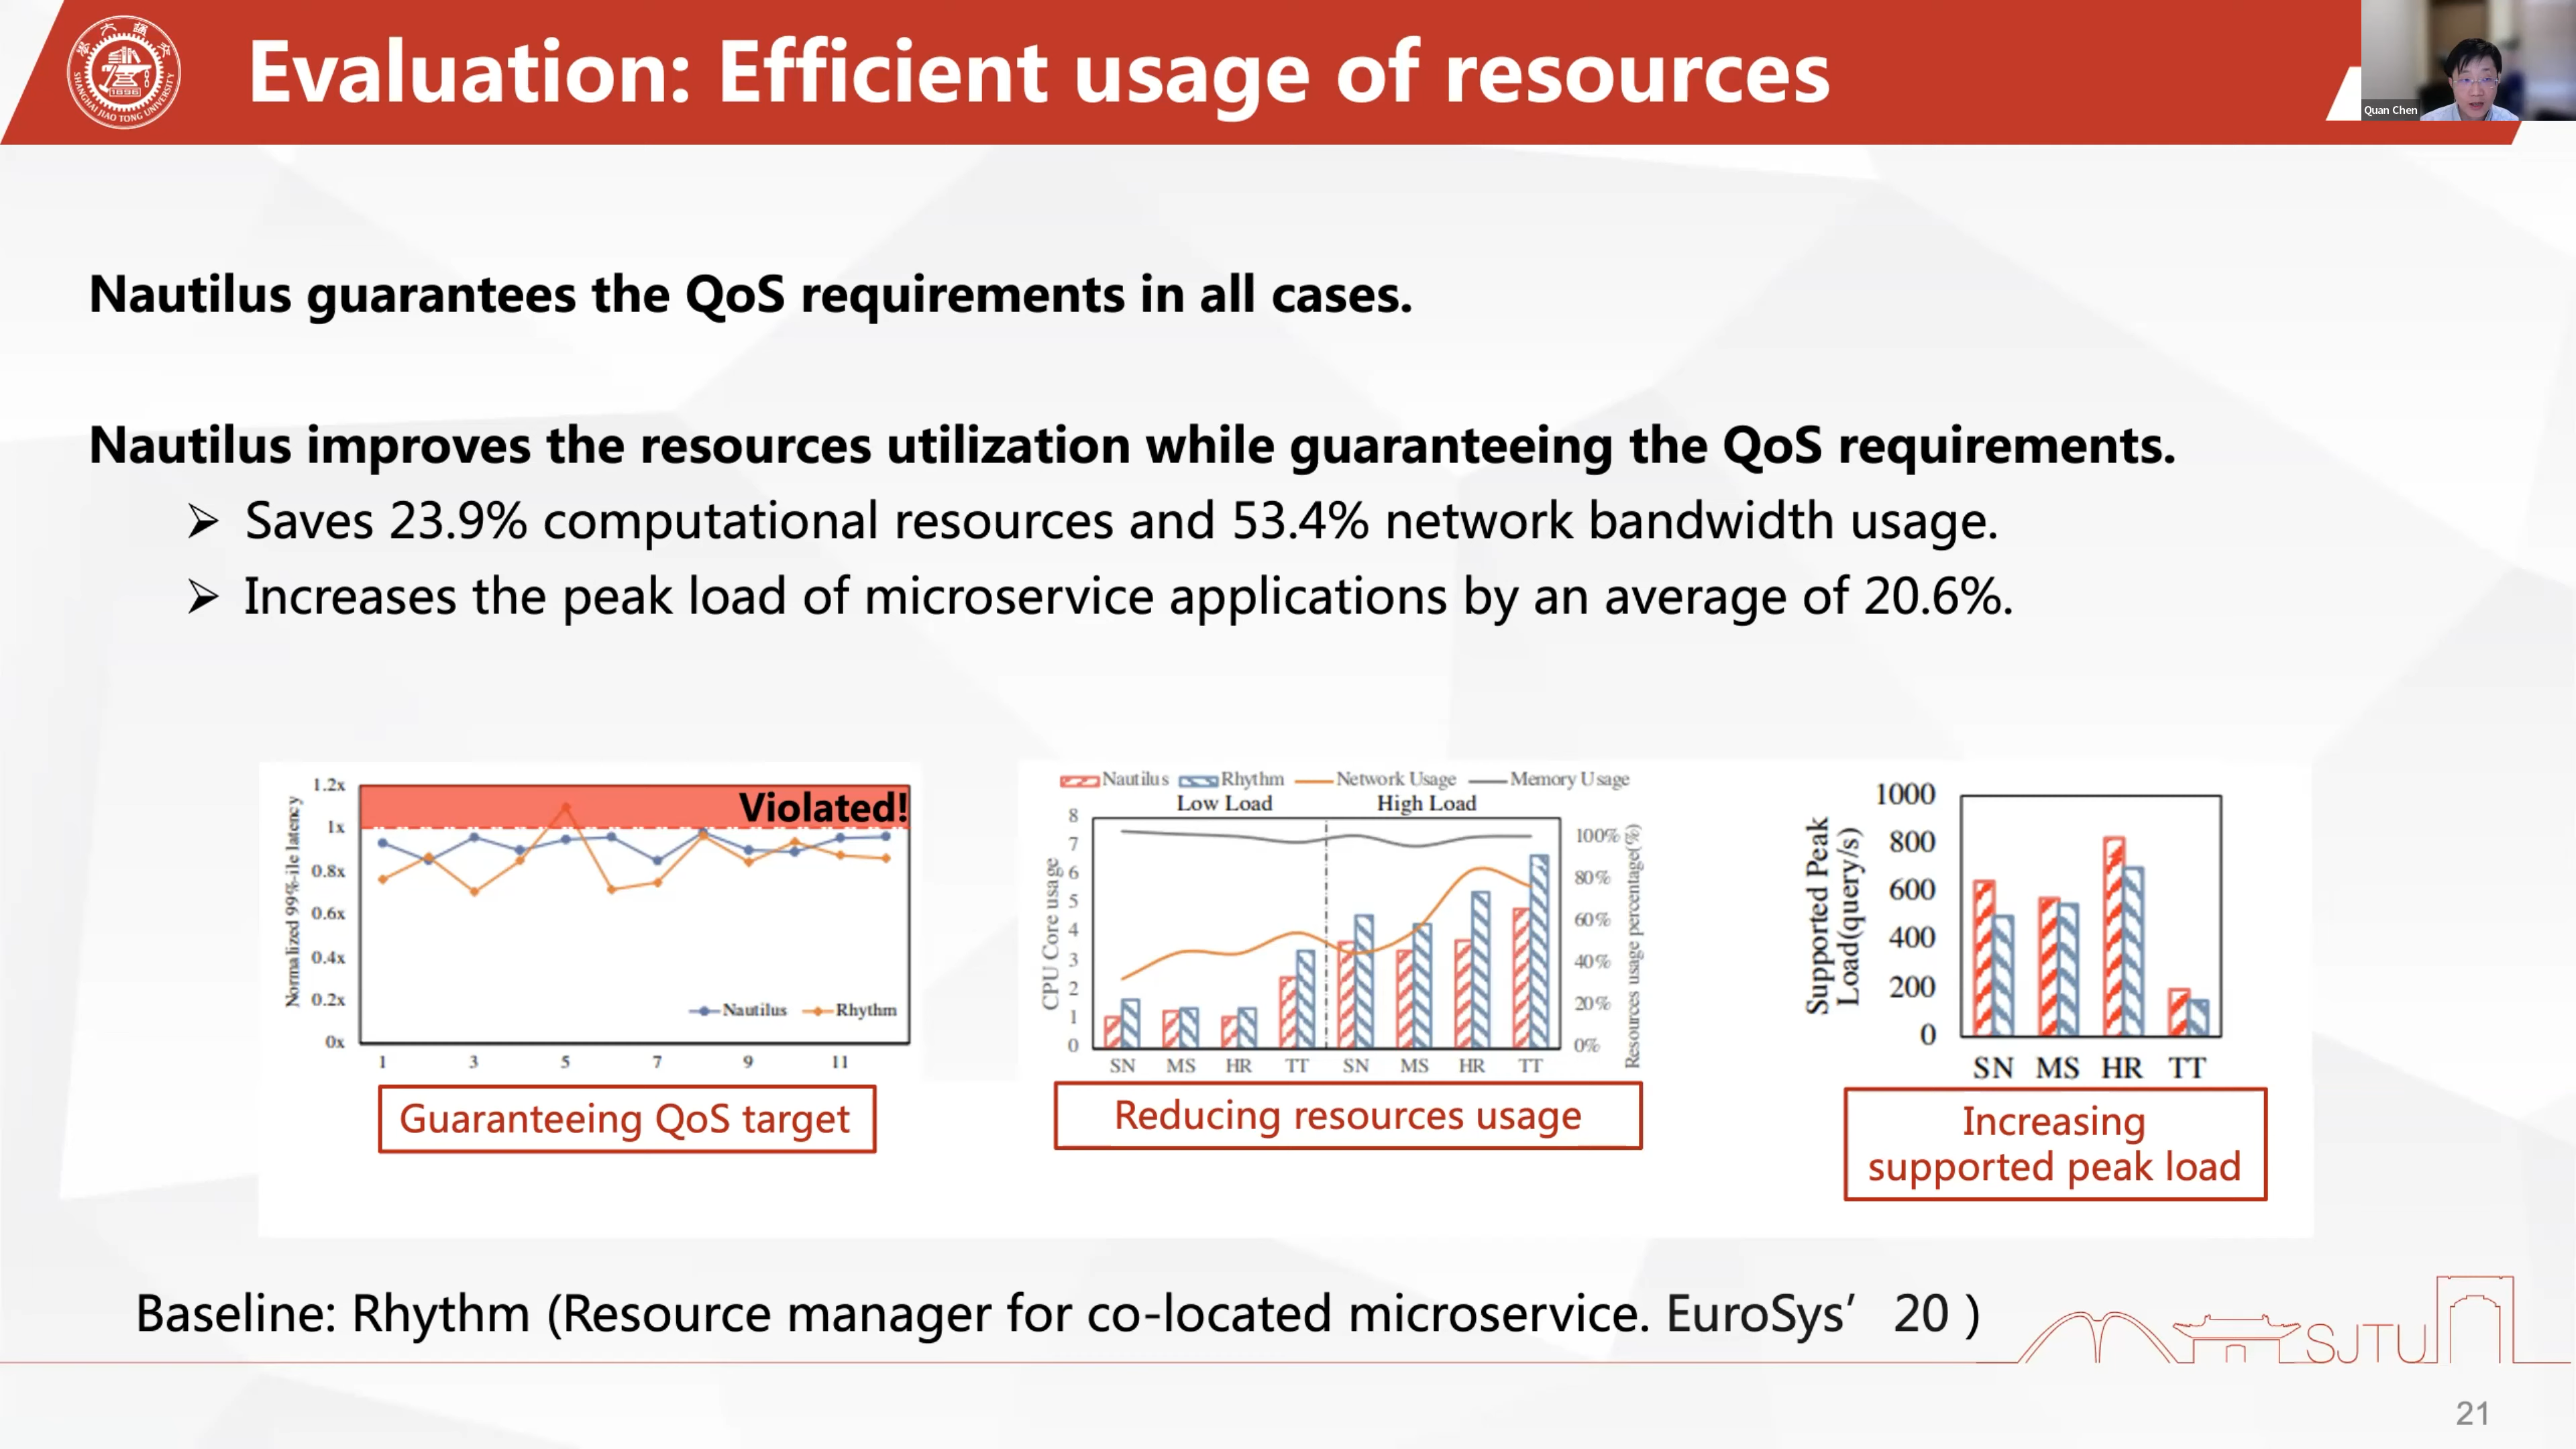 Evaluation: Efficient usage of resources
Quan Chen
SHANGHAI JIAO TONG UNIVERSITY
1896
Nautilus guarantees the QoS requirements in all cases.
Nautilus improves the resources utilization while guaranteeing the QoS requirements.
➢ Saves 23.9% computational resources and 53.4% network bandwidth usage.
➢ Increases the peak load of microservice applications by an average of 20.6%.
Normalized 99%-ile latency
1.2x
1x
0.8x
0.6x
0.4x
0.2x
0x
Violated!
Nautilus Rhythm
1 3 5 7 9 11
Guaranteeing QoS target
Nautilus Rhythm Network Usage Memory Usage
Low Load High Load
CPU Core usage
8
7
6
5
4
3
2
1
0
100%
80%
60%
40%
20%
0%
Resources usage percentage(%)
SN MS HR TT SN MS HR TT
Reducing resources usage
Supported Peak
Load(query/s)
1000
800
600
400
200
0
SN MS HR TT
Increasing
supported peak load
Baseline: Rhythm (Resource manager for co-located microservice. EuroSys’ 20 )
SJTU
21